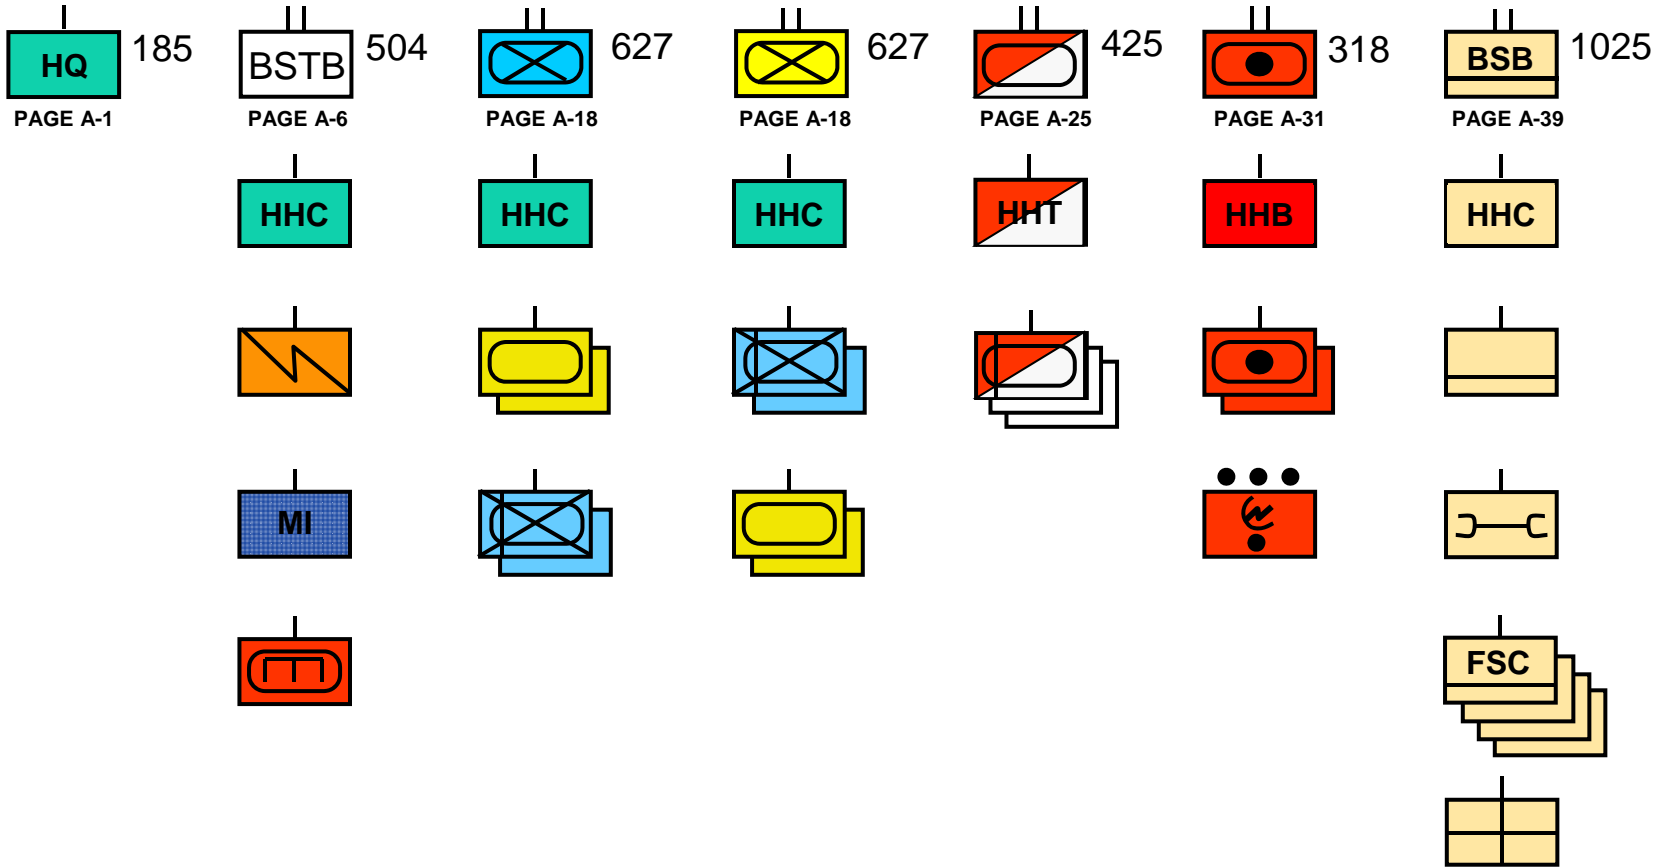 HQ 185 BSTB 504 627 627 425 318 BSB 1025
PAGE A-1 PAGE A-6 PAGE A-18 PAGE A-18 PAGE A-25 PAGE A-31 PAGE A-39
HHC HHC HHC HHT HHB HHC
MI
FSC